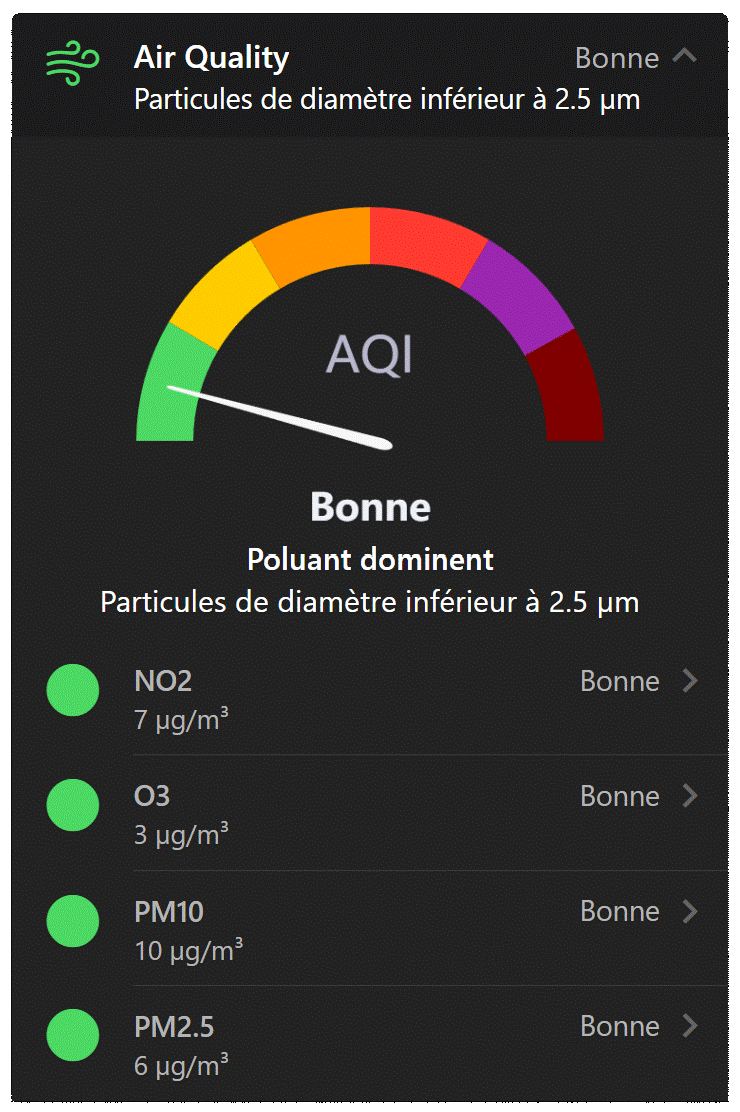 Air Quality Bonne
Particules de diamètre inférieur à 2.5 µm
AQI
Bonne
Poluant dominent
Particules de diamètre inférieur à 2.5 µm
NO2 Bonne
7 µg/m³
O3 Bonne
3 µg/m³
PM10 Bonne
10 µg/m³
PM2.5 Bonne
6 µg/m³